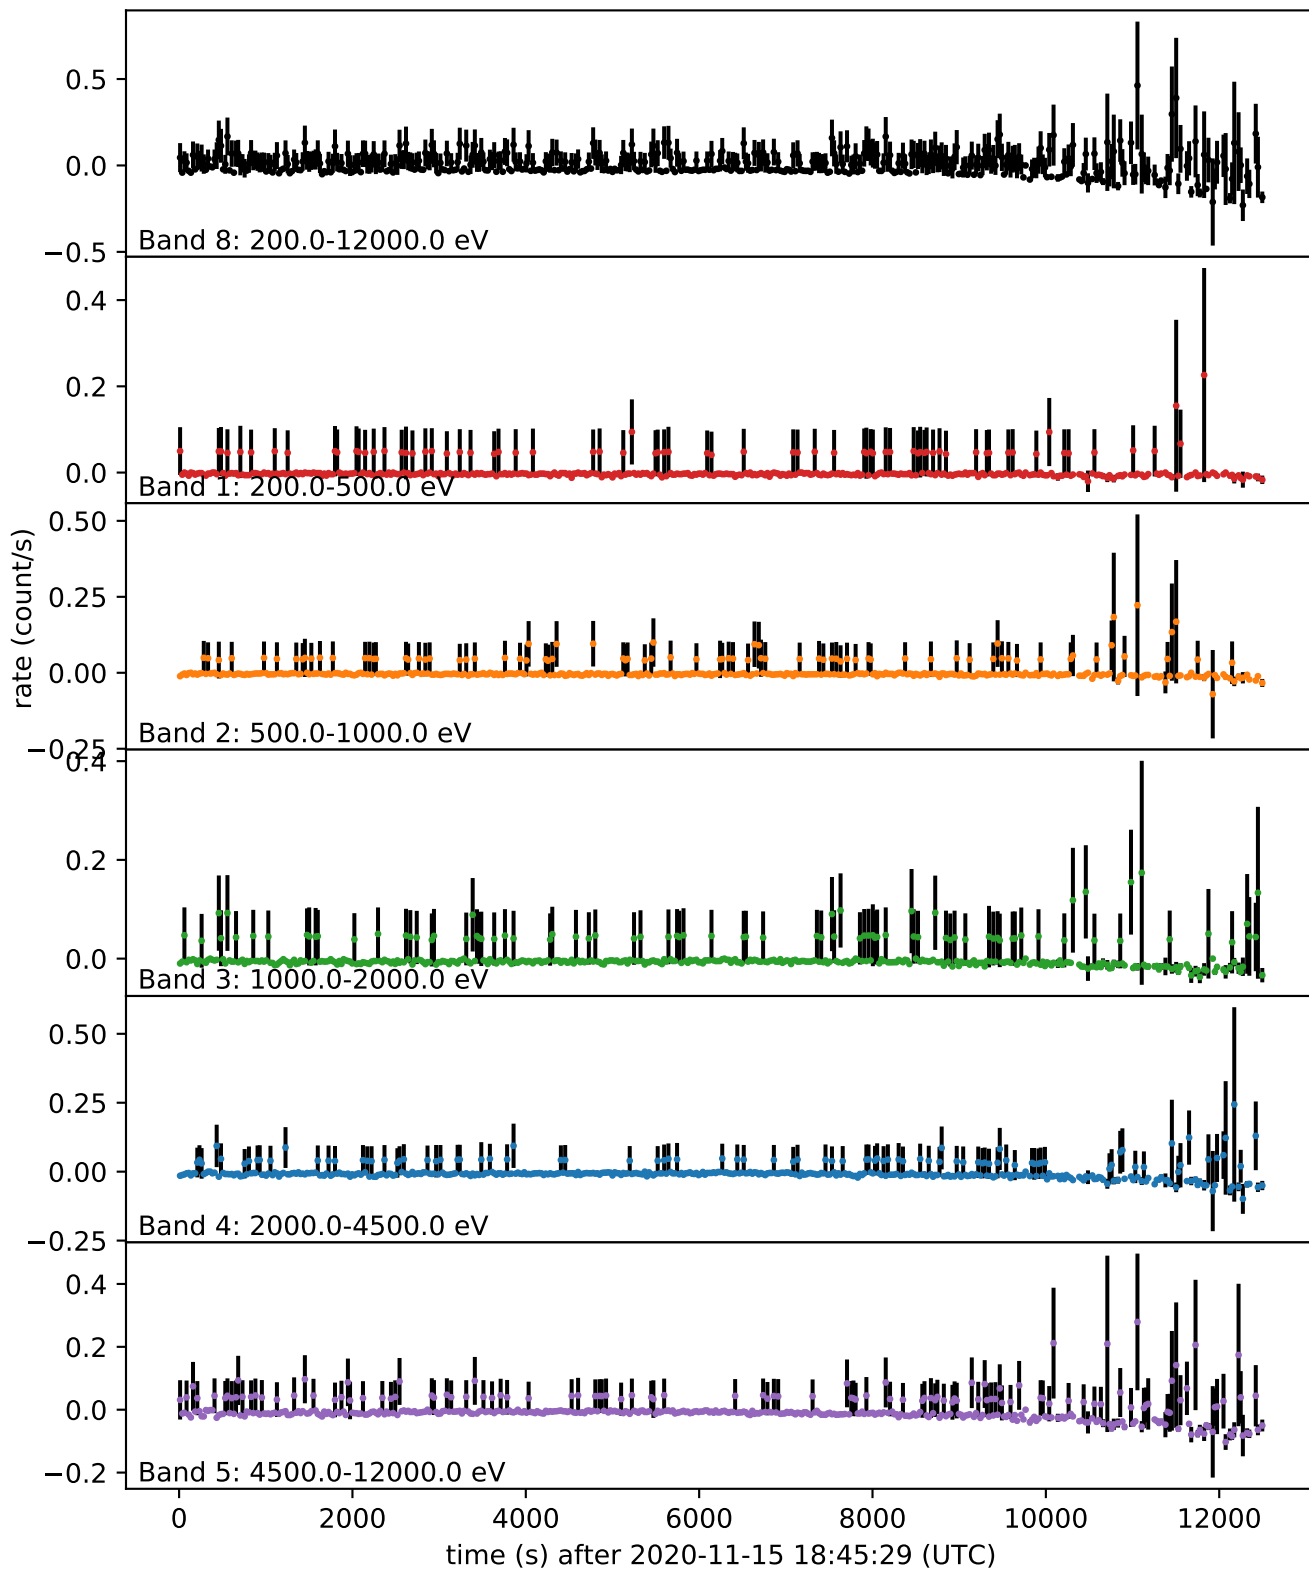 0.5
0.0
−0.5
Band 8: 200.0-12000.0 eV
0.4
0.2
0.0
Band 1: 200.0-500.0 eV
rate (count/s)
0.50
0.25
0.00
−0.25
Band 2: 500.0-1000.0 eV
0.4
0.2
0.0
Band 3: 1000.0-2000.0 eV
0.50
0.25
0.00
−0.25
Band 4: 2000.0-4500.0 eV
0.4
0.2
0.0
−0.2
Band 5: 4500.0-12000.0 eV
0 2000 4000 6000 8000 10000 12000
time (s) after 2020-11-15 18:45:29 (UTC)